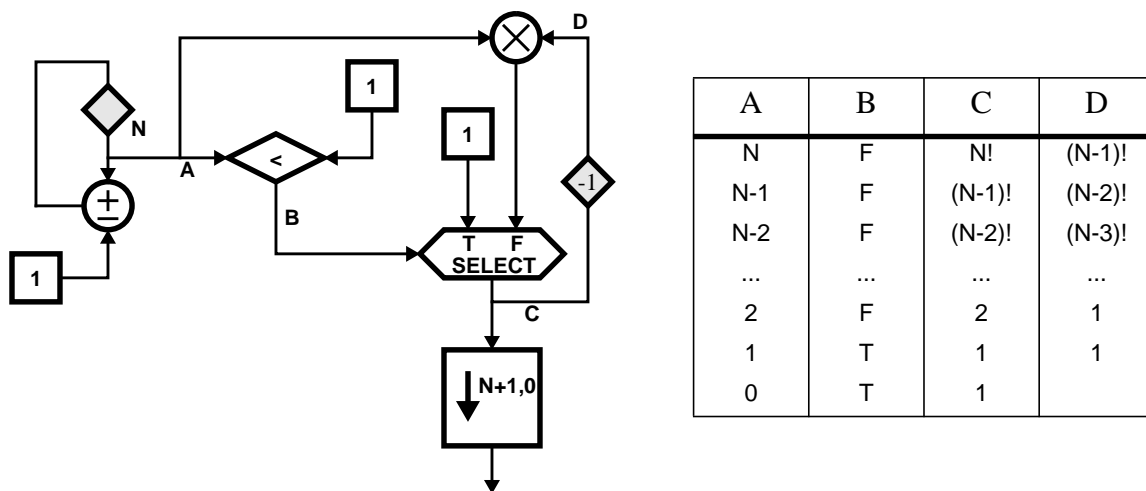 D
1
N
1
A
<
B
T F
SELECT
1
-1
C
N+1,0
A B C D
N F N! (N-1)!
N-1 F (N-1)! (N-2)!
N-2 F (N-2)! (N-3)!
... ... ... ...
2 F 2 1
1 T 1 1
0 T 1